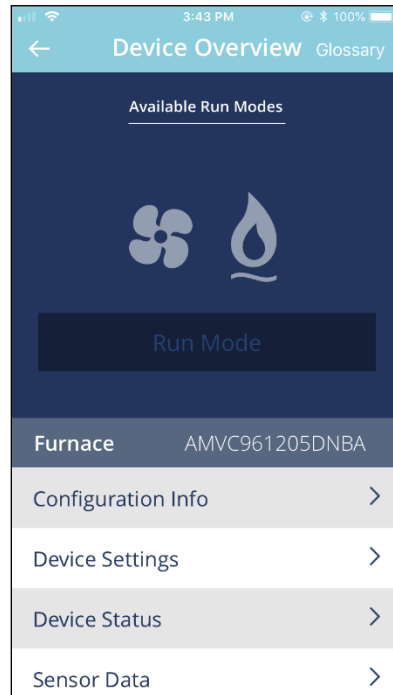 3:43 PM
100%
Device Overview Glossary
Available Run Modes
Run Mode
Furnace AMVC961205DNBA
Configuration Info
Device Settings
Device Status
Sensor Data